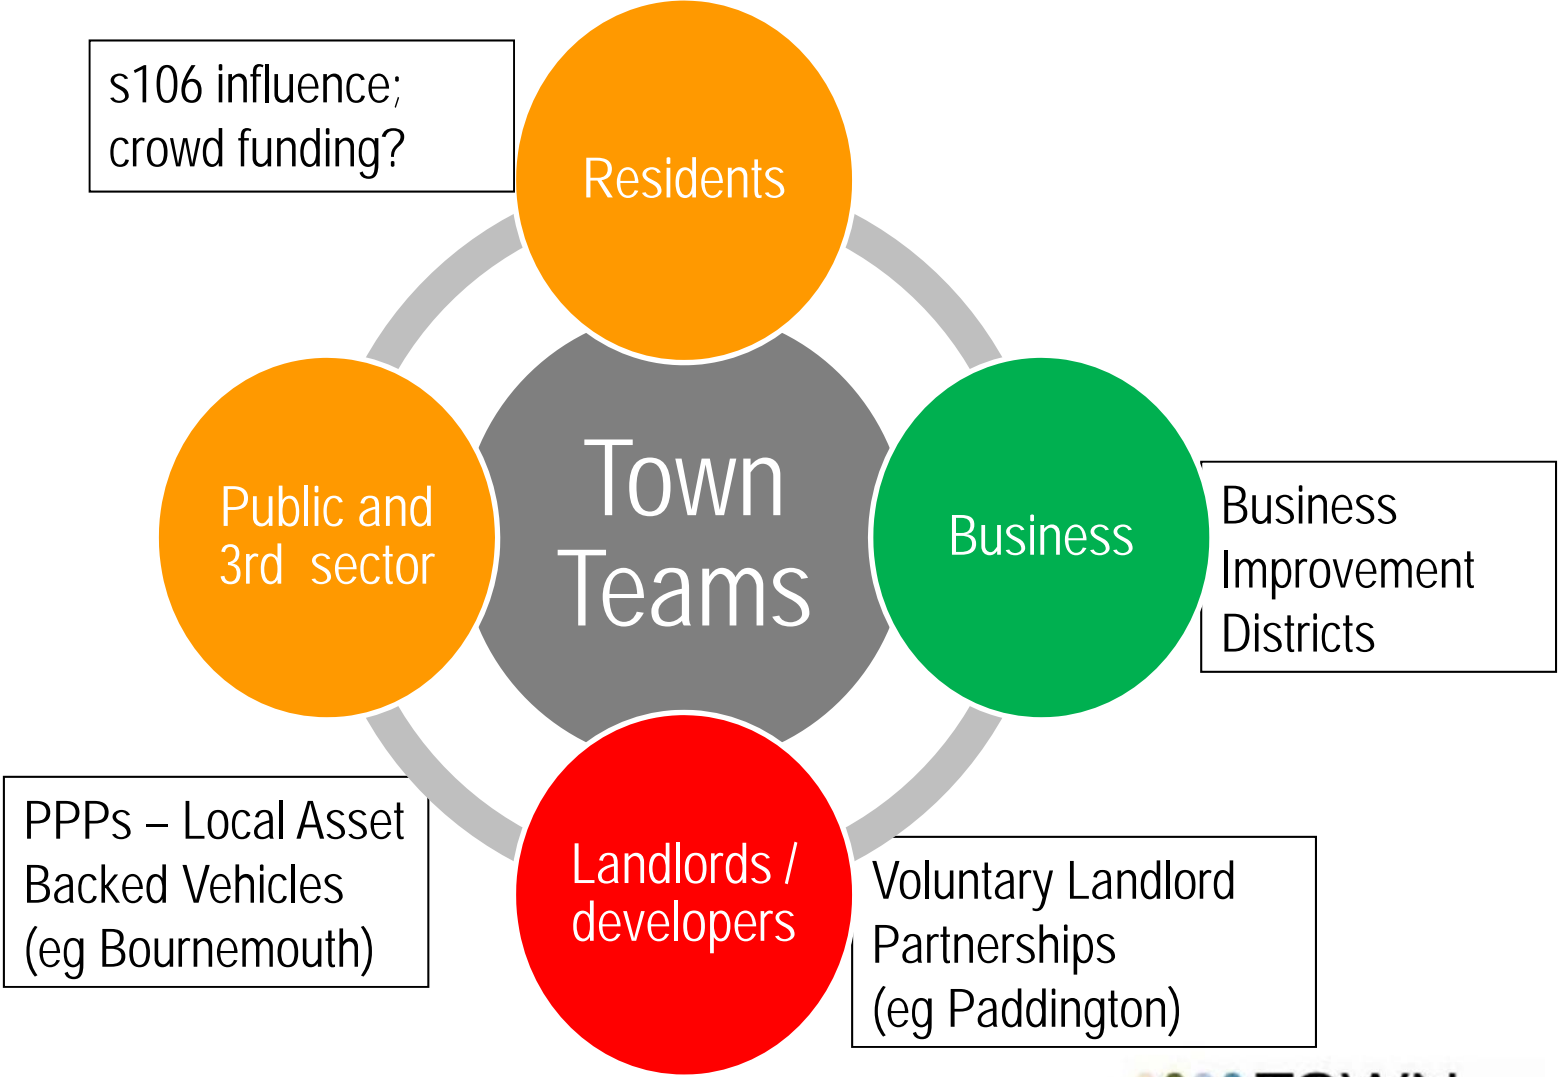 s106 influence;
crowd funding?
Residents
Public and
3rd sector
Town
Teams
Business
Business
Improvement
Districts
PPPs – Local Asset
Backed Vehicles
(eg Bournemouth)
Landlords /
developers
Voluntary Landlord
Partnerships
(eg Paddington)
TOWN